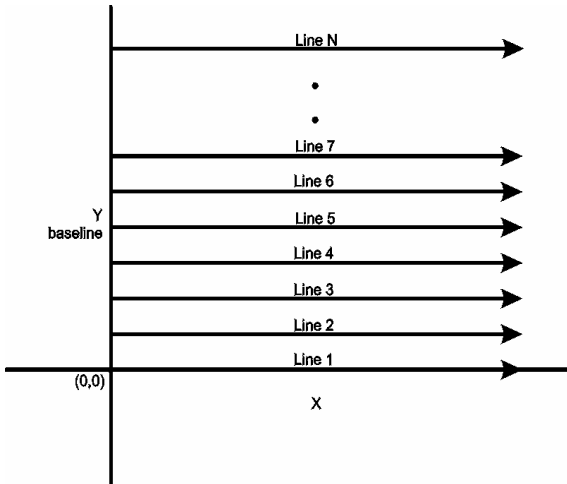 Line N
Line 7
Line 6
Y
baseline
Line 5
Line 4
Line 3
Line 2
Line 1
(0,0)
X